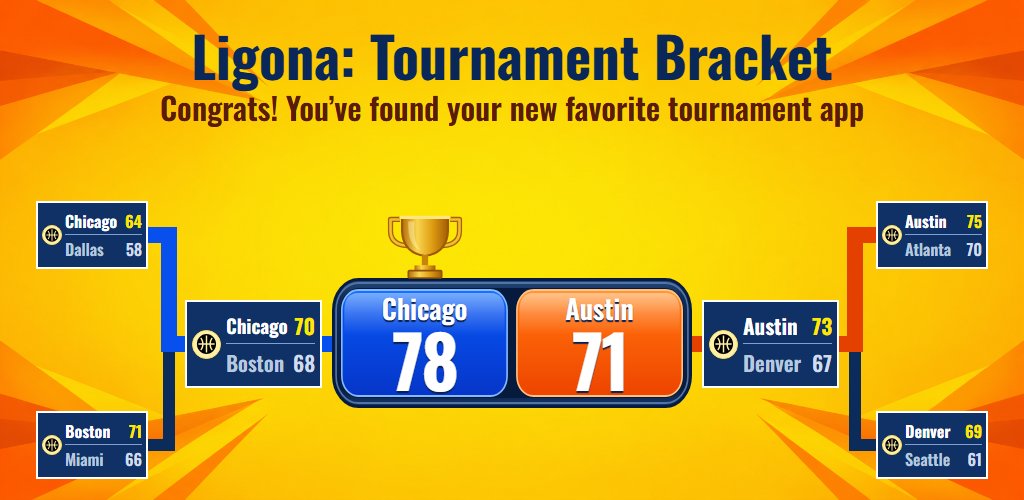 Ligona: Tournament Bracket
Congrats! You’ve found your new favorite tournament app
Chicago 64
Dallas 58
Boston 71
Miami 66
Chicago 70
Boston 68
Chicago
78
Austin
71
Austin 73
Denver 67
Austin 75
Atlanta 70
Denver 69
Seattle 61